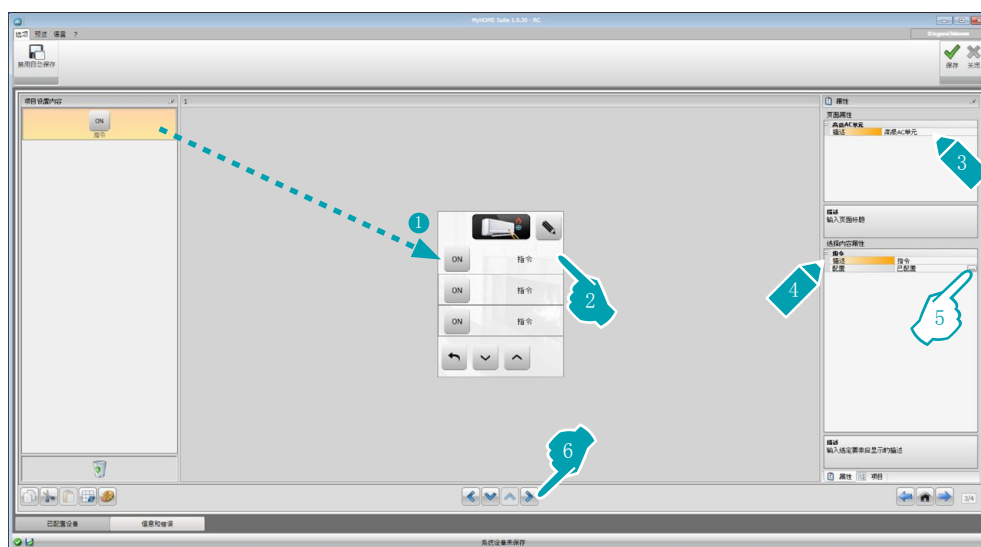 MyHOME Suite 1.0.30 - RC
选项 预览 语言 ?
禁用自动保存
保存 关闭
项目设置内容
1
属性
ON
指令
页面属性
高级AC单元
描述 高级AC单元
3
描述
输入页面标题
1
ON 指令
2
ON 指令
ON 指令
选择内容属性
指令
描述 指令
配置 已配置
4
5
6
描述
输入选定要素应显示的描述
属性 项目
3/4
已配置设备 信息和错误
系统设备未保存